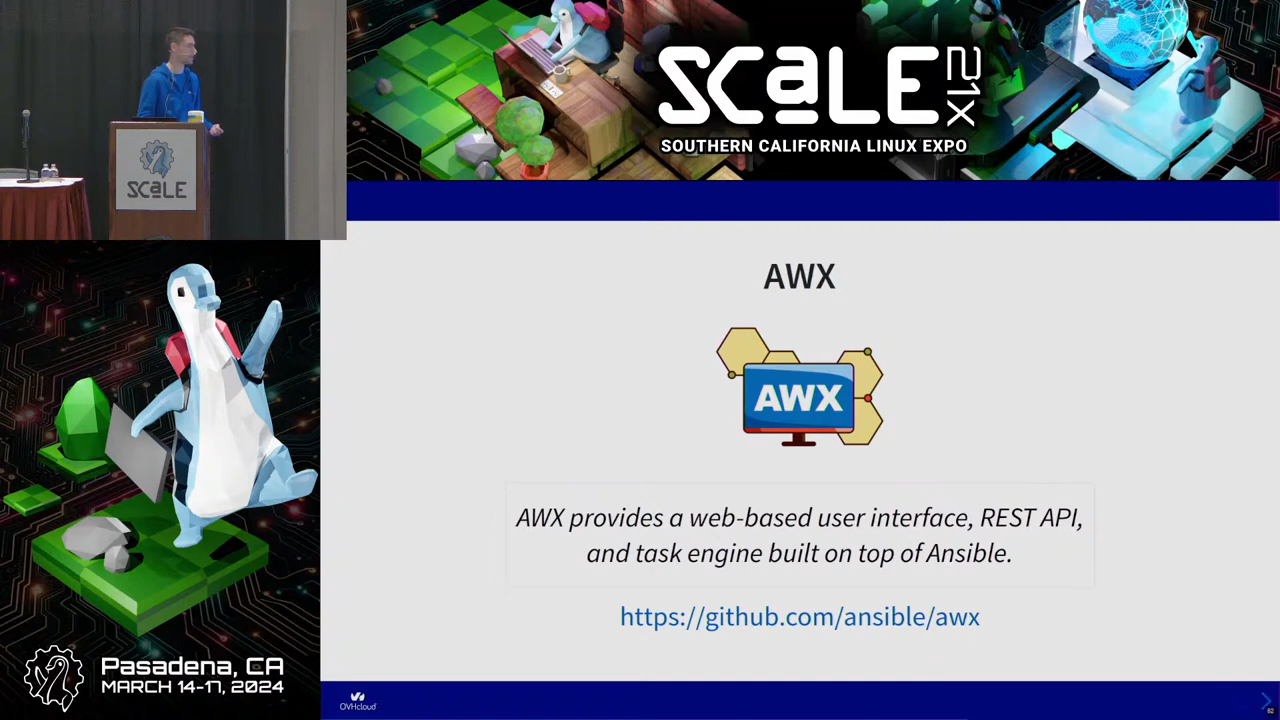 SCALE
SCaLE
21x
SOUTHERN CALIFORNIA LINUX EXPO
AWX
AWX
AWX provides a web-based user interface, REST API,
and task engine built on top of Ansible.
https://github.com/ansible/awx
Pasadena, CA
MARCH 14-17, 2024
OVHcloud
52